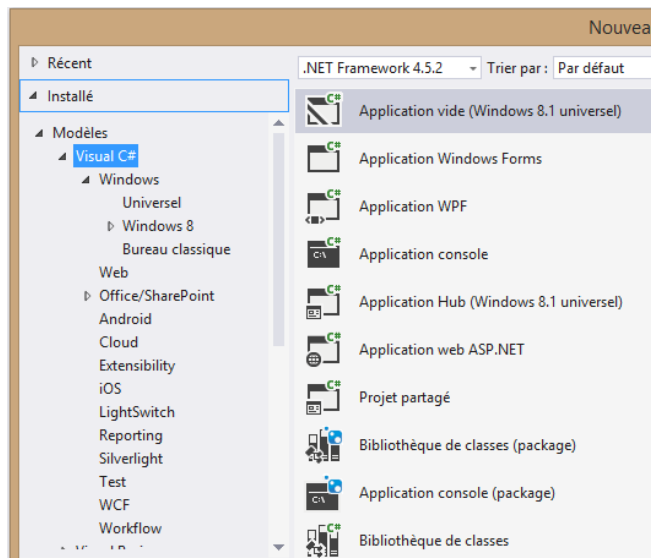 Nouvea
Récent
.NET Framework 4.5.2
Trier par :
Par défaut
Installé
Modèles
Visual C#
Windows
Universel
Windows 8
Bureau classique
Web
Office/SharePoint
Android
Cloud
Extensibility
iOS
LightSwitch
Reporting
Silverlight
Test
WCF
Workflow
C#
Application vide (Windows 8.1 universel)
C#
Application Windows Forms
C#
Application WPF
C#
Application console
C#
Application Hub (Windows 8.1 universel)
C#
Application web ASP.NET
C#
Projet partagé
Bibliothèque de classes (package)
Application console (package)
C#
Bibliothèque de classes